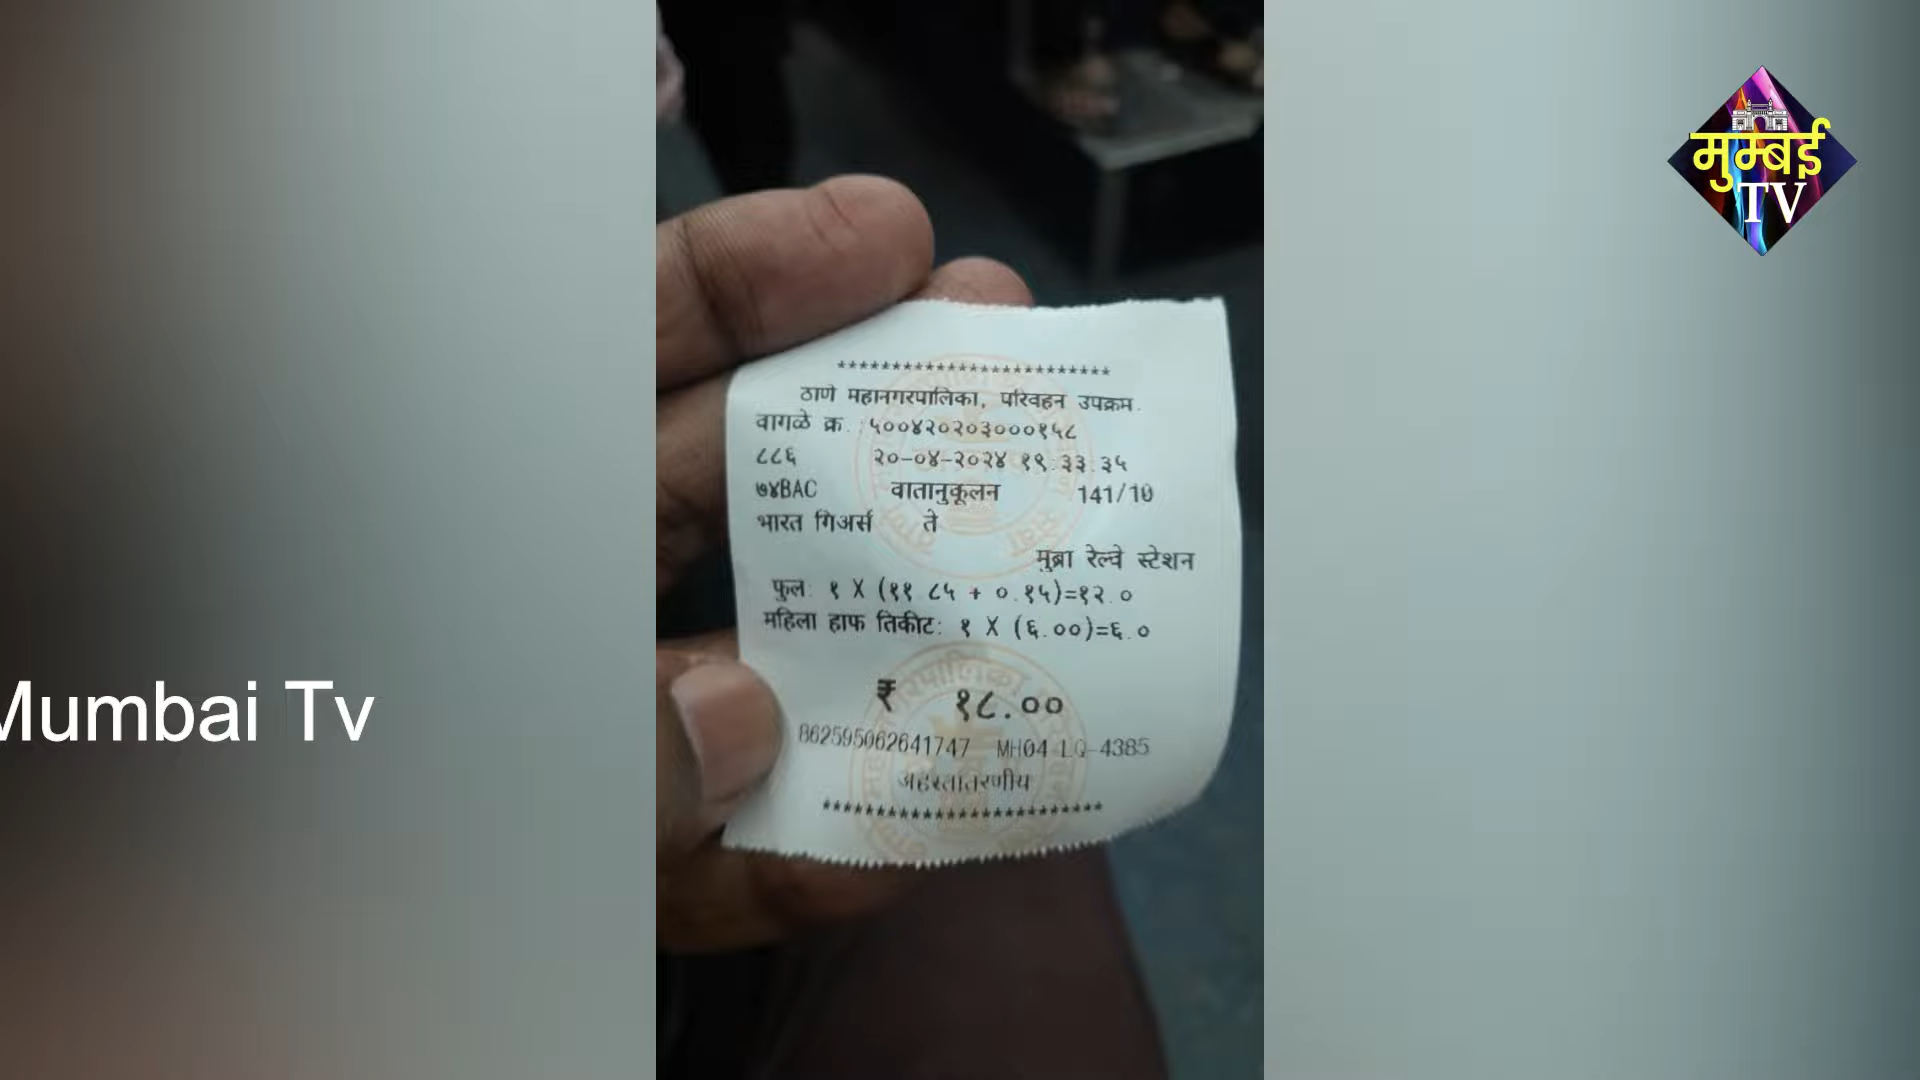 मुम्बई
TV
************************
ठाणे महानगरपालिका, परिवहन उपक्रम.
वागळे क्र. :५००४२०२०३०००१५८
८८६ २०-०४-२०२४ १९:३३:३५
७४BAC वातानुकूलन 141/10
भारत गिअर्स ते
मुब्रा रेल्वे स्टेशन
फुल: १ X (११.८५ + ०.१५)=१२.०
महिला हाफ तिकीट: १ X (६.००)=६.०
₹ १८.००
862595062641747 MH04-LQ-4385
अहस्तातरणीय
************************
Mumbai Tv